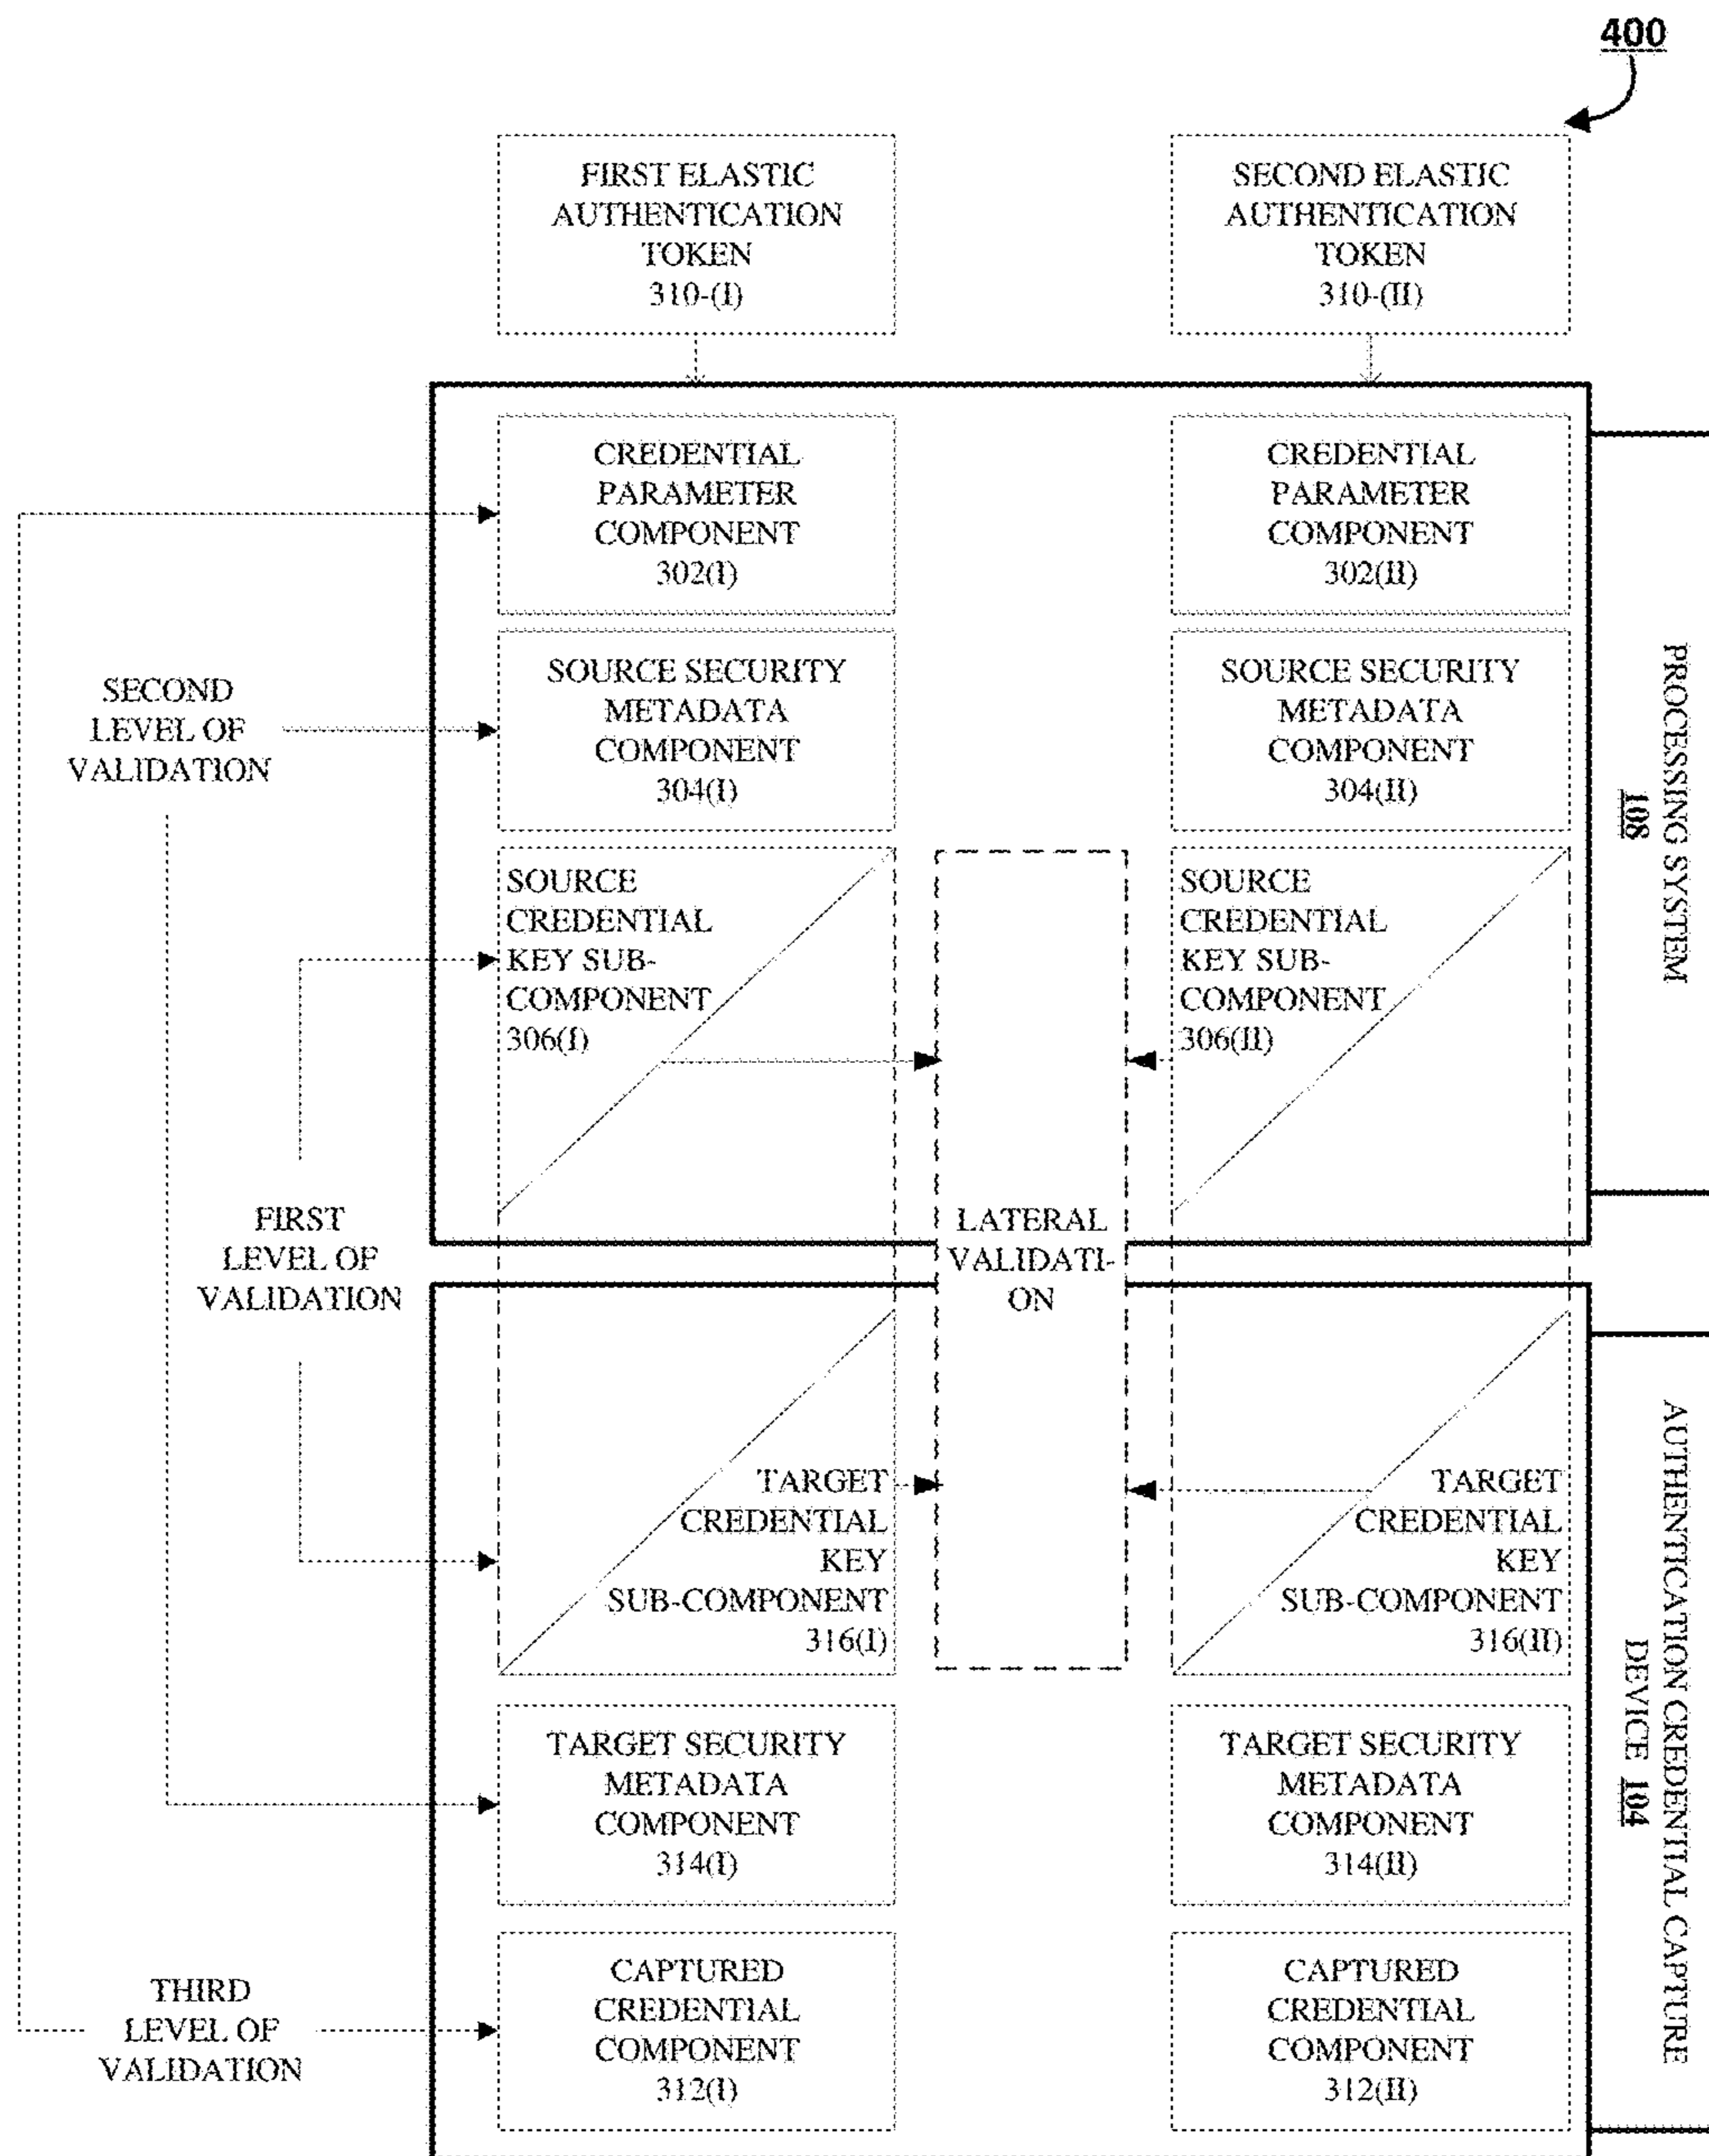 400
FIRST ELASTIC
AUTHENTICATION
TOKEN
310-(I)
SECOND ELASTIC
AUTHENTICATION
TOKEN
310-(II)
CREDENTIAL
PARAMETER
COMPONENT
302(I)
CREDENTIAL
PARAMETER
COMPONENT
302(II)
SECOND
LEVEL OF
VALIDATION
SOURCE SECURITY
METADATA
COMPONENT
304(I)
SOURCE SECURITY
METADATA
COMPONENT
304(II)
PROCESSING SYSTEM
108
SOURCE
CREDENTIAL
KEY SUB-
COMPONENT
306(I)
SOURCE
CREDENTIAL
KEY SUB-
COMPONENT
306(II)
FIRST
LEVEL OF
VALIDATION
LATERAL
VALIDATI-
ON
TARGET
CREDENTIAL
KEY
SUB-COMPONENT
316(I)
TARGET
CREDENTIAL
KEY
SUB-COMPONENT
316(II)
AUTHENTICATION CREDENTIAL CAPTURE
DEVICE 104
TARGET SECURITY
METADATA
COMPONENT
314(I)
TARGET SECURITY
METADATA
COMPONENT
314(II)
THIRD
LEVEL OF
VALIDATION
CAPTURED
CREDENTIAL
COMPONENT
312(I)
CAPTURED
CREDENTIAL
COMPONENT
312(II)